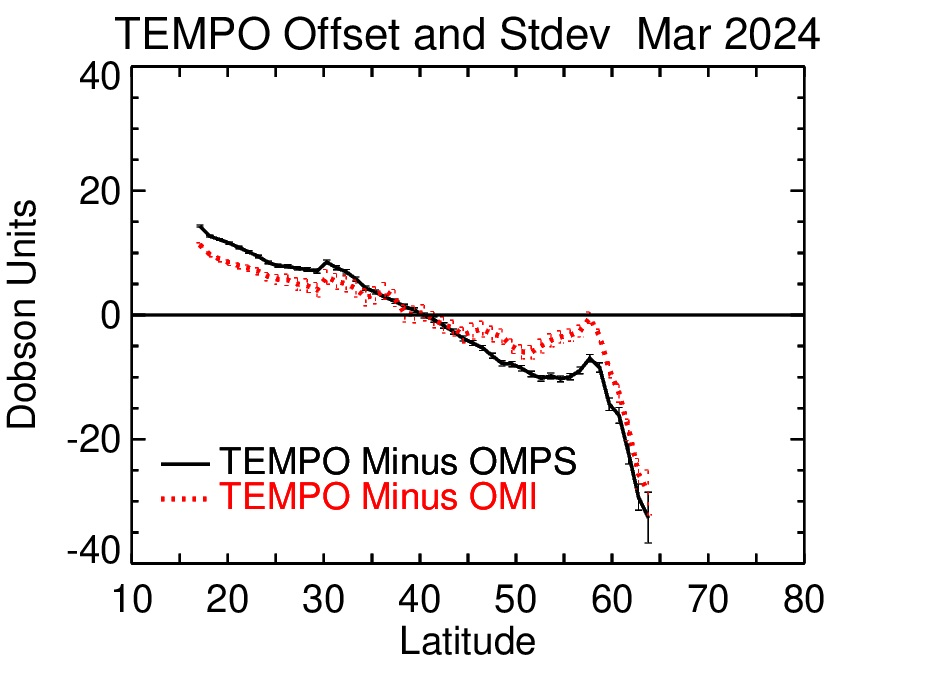 TEMPO Offset and Stdev  Mar 2024
40
20
0
-20
-40
Dobson Units
TEMPO Minus OMPS
TEMPO Minus OMI
10 20 30 40 50 60 70 80
Latitude